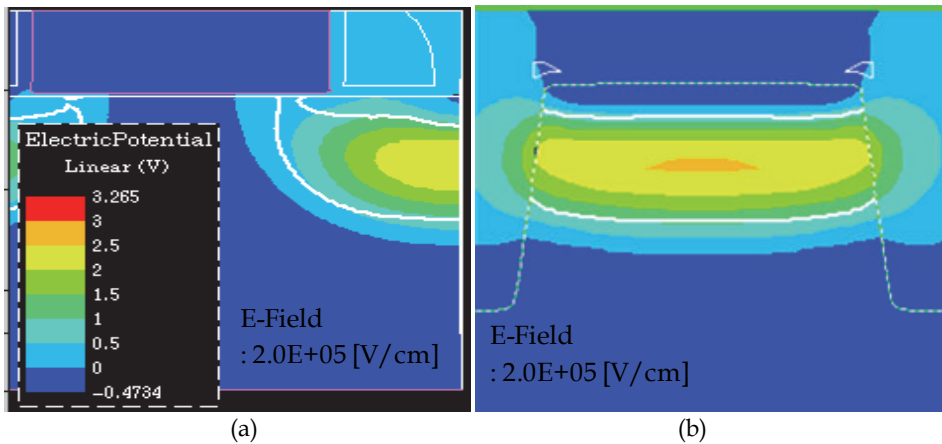 ElectricPotential
Linear (V)
3.265
3
2.5
2
1.5
1
0.5
0
-0.4734
E-Field
: 2.0E+05 [V/cm]
E-Field
: 2.0E+05 [V/cm]
(a)
(b)